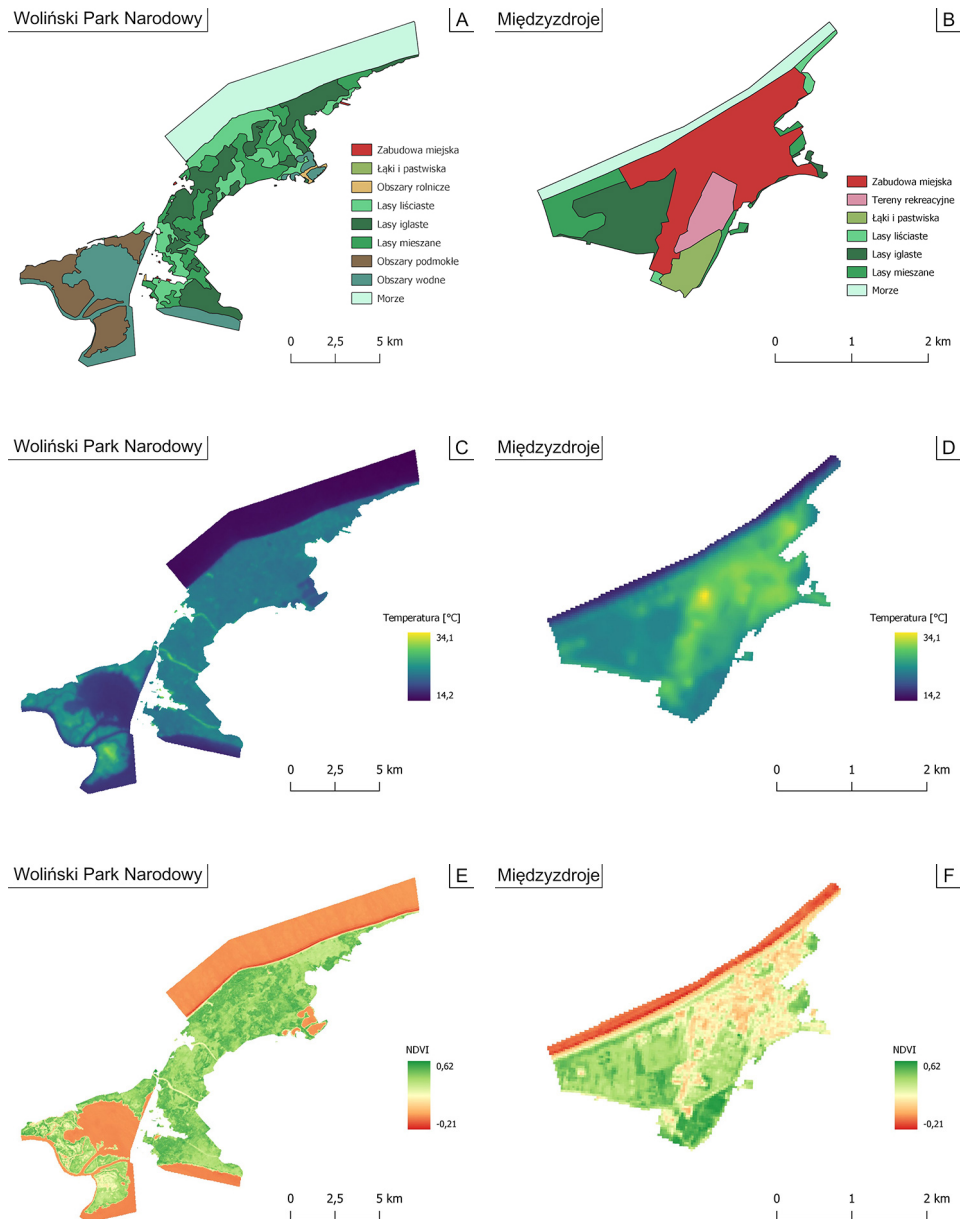 Woliński Park Narodowy
A
Międzyzdroje
B
Zabudowa miejska
Łąki i pastwiska
Obszary rolnicze
Lasy liściaste
Lasy iglaste
Lasy mieszane
Obszary podmokłe
Obszary wodne
Morze
0 2,5 5 km
Zabudowa miejska
Tereny rekreacyjne
Łąki i pastwiska
Lasy liściaste
Lasy iglaste
Lasy mieszane
Morze
0 1 2 km
Woliński Park Narodowy
C
Międzyzdroje
D
Temperatura [°C]
34,1
14,2
0 2,5 5 km
Temperatura [°C]
34,1
14,2
0 1 2 km
Woliński Park Narodowy
E
Międzyzdroje
F
NDVI
0,62
-0,21
0 2,5 5 km
NDVI
0,62
-0,21
0 1 2 km